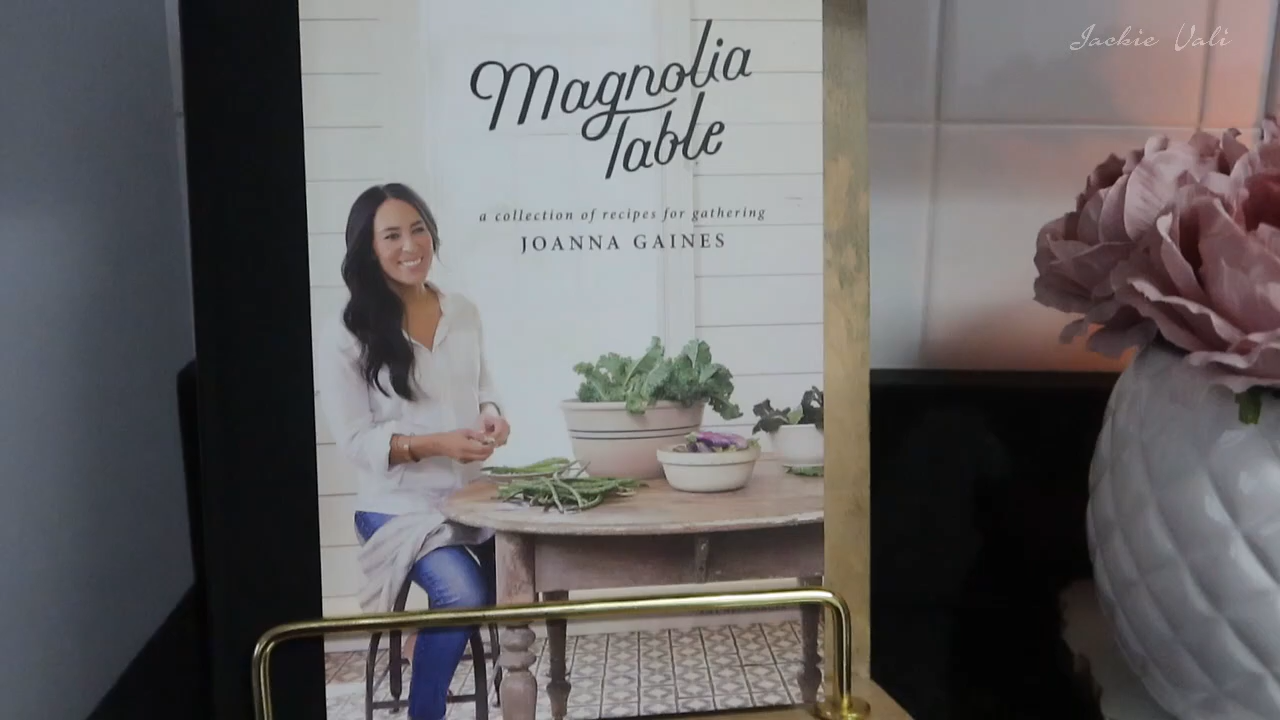 Jackie Vali
Magnolia
Table
a collection of recipes for gathering
JOANNA GAINES